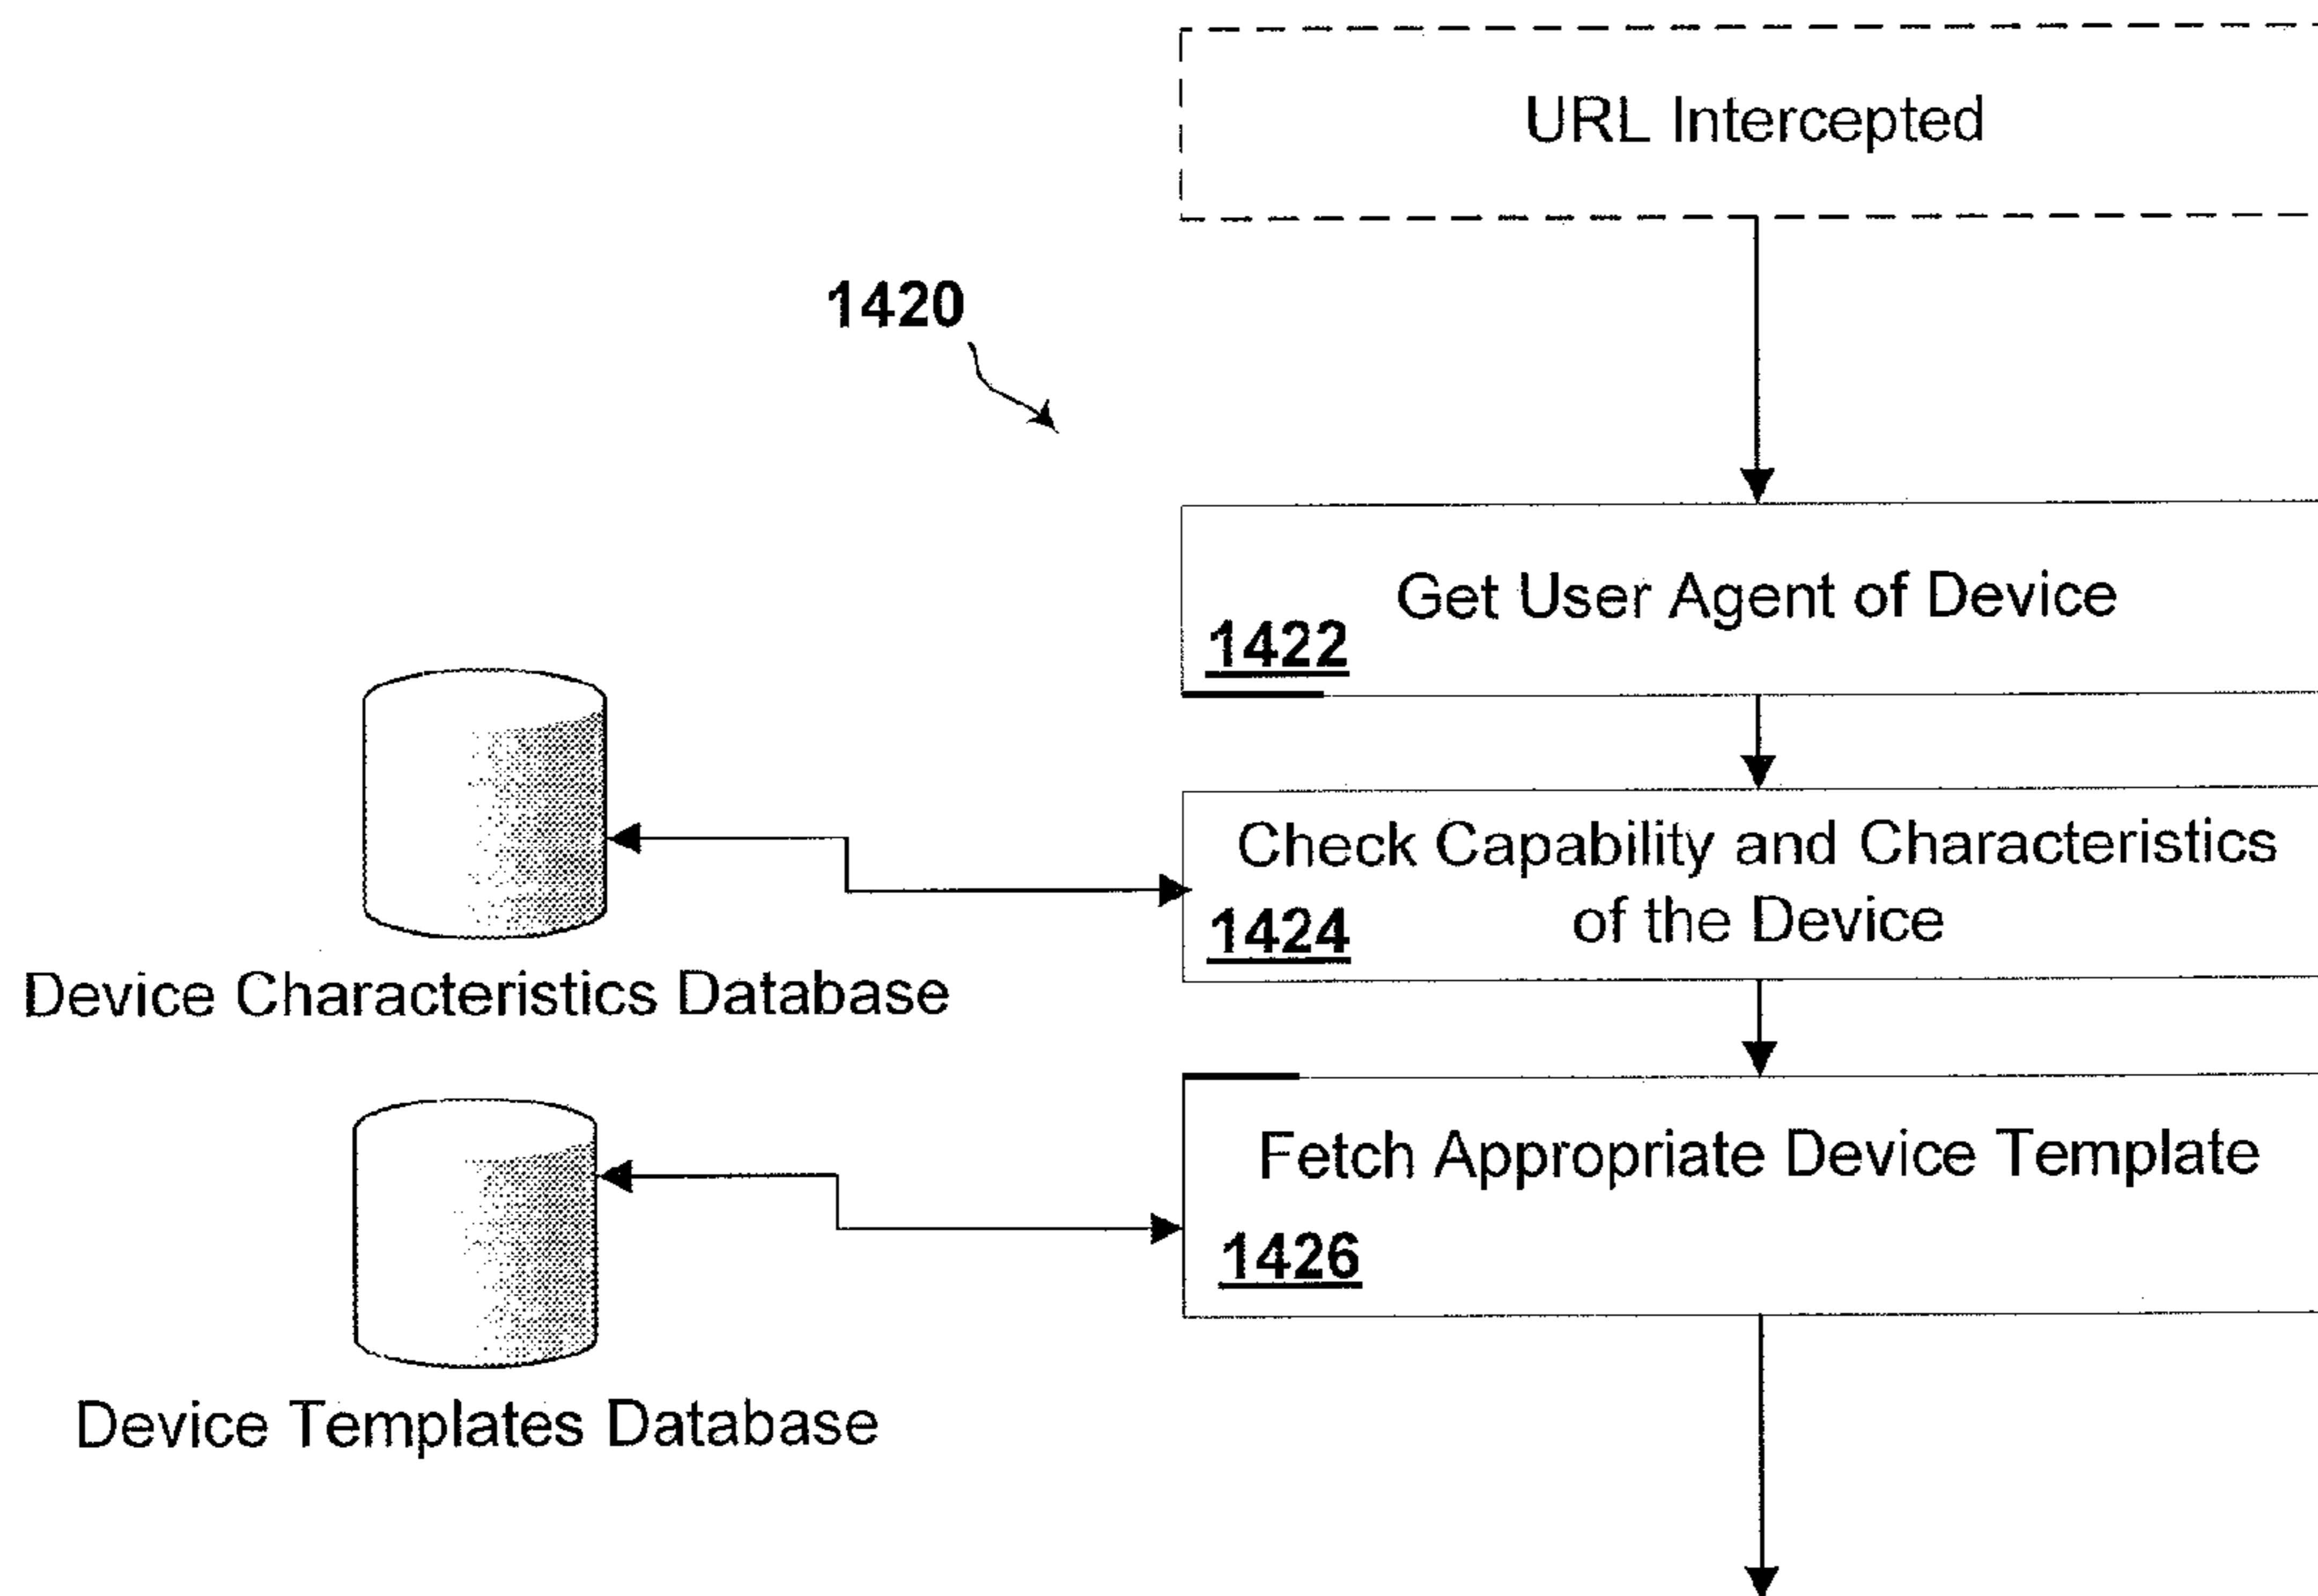 URL Intercepted
1420
Get User Agent of Device
1422
Check Capability and Characteristics
of the Device
1424
Device Characteristics Database
Fetch Appropriate Device Template
1426
Device Templates Database